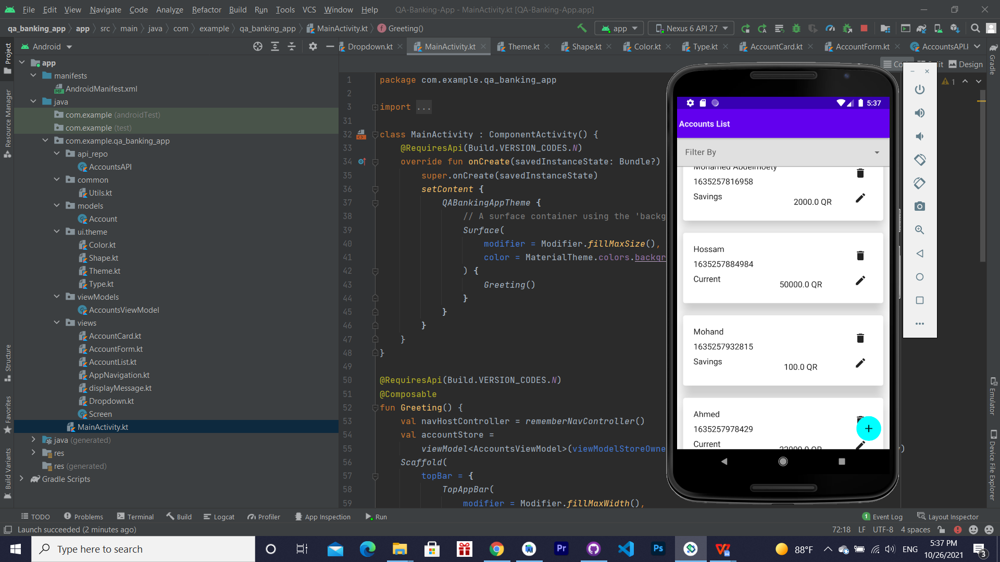 File Edit View Navigate Code Analyze Refactor Build Run Tools VCS Window Help QA-Banking-App - MainActivity.kt [QA-Banking-App.app]
qa_banking_app app src main java com example qa_banking_app MainActivity.kt Greeting() app Nexus 6 API 27
Android
Dropdown.kt MainActivity.kt Theme.kt Shape.kt Color.kt Type.kt AccountCard.kt AccountForm.kt AccountsAPI.
Design
1
Project
Resource Manager
Structure
Favorites
Build Variants
app
manifests
AndroidManifest.xml
java
com.example (androidTest)
com.example (test)
com.example.qa_banking_app
api_repo
AccountsAPI
common
Utils.kt
models
Account
ui.theme
Color.kt
Shape.kt
Theme.kt
Type.kt
viewModels
AccountsViewModel
views
AccountCard.kt
AccountForm.kt
AccountList.kt
AppNavigation.kt
displayMessage.kt
Dropdown.kt
Screen
MainActivity.kt
java (generated)
res
res (generated)
Gradle Scripts
1 package com.example.qa_banking_app
2
3 import ...
31
32 class MainActivity : ComponentActivity() {
33 @RequiresApi(Build.VERSION_CODES.N)
34 override fun onCreate(savedInstanceState: Bundle?)
35 super.onCreate(savedInstanceState)
36 setContent {
37 QABankingAppTheme {
38 // A surface container using the 'backg
39 Surface(
40 modifier = Modifier.fillMaxSize(),
41 color = MaterialTheme.colors.backgr
42 ) {
43 Greeting()
44 }
45 }
46 }
47 }
48 }
49
50 @RequiresApi(Build.VERSION_CODES.N)
51 @Composable
52 fun Greeting() {
53 val navHostController = rememberNavController()
54 val accountStore =
55 viewModel<AccountsViewModel>(viewModelStoreOwne )
56 Scaffold(
57 topBar = {
58 TopAppBar(
59 modifier = Modifier.fillMaxWidth(),
5:37
Accounts List
Filter By
Mohamed Abdelmoety
1635257816958
Savings 2000.0 QR
Hossam
1635257884984
Current 50000.0 QR
Mohand
1635257932815
Savings 100.0 QR
Ahmed
1635257978429
Current
+
Gradle
Emulator
Device File Explorer
TODO Problems Terminal Build Logcat Profiler App Inspection Run 1 Event Log Layout Inspector
Launch succeeded (2 minutes ago) 72:18 LF UTF-8 4 spaces
Type here to search Pr Ps 88°F ENG 5:37 PM
10/26/2021 3